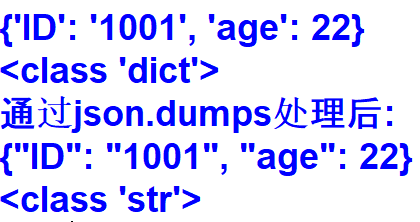 {'ID': '1001', 'age': 22}
<class 'dict'>
通过json.dumps处理后:
{"ID": "1001", "age": 22}
<class 'str'>